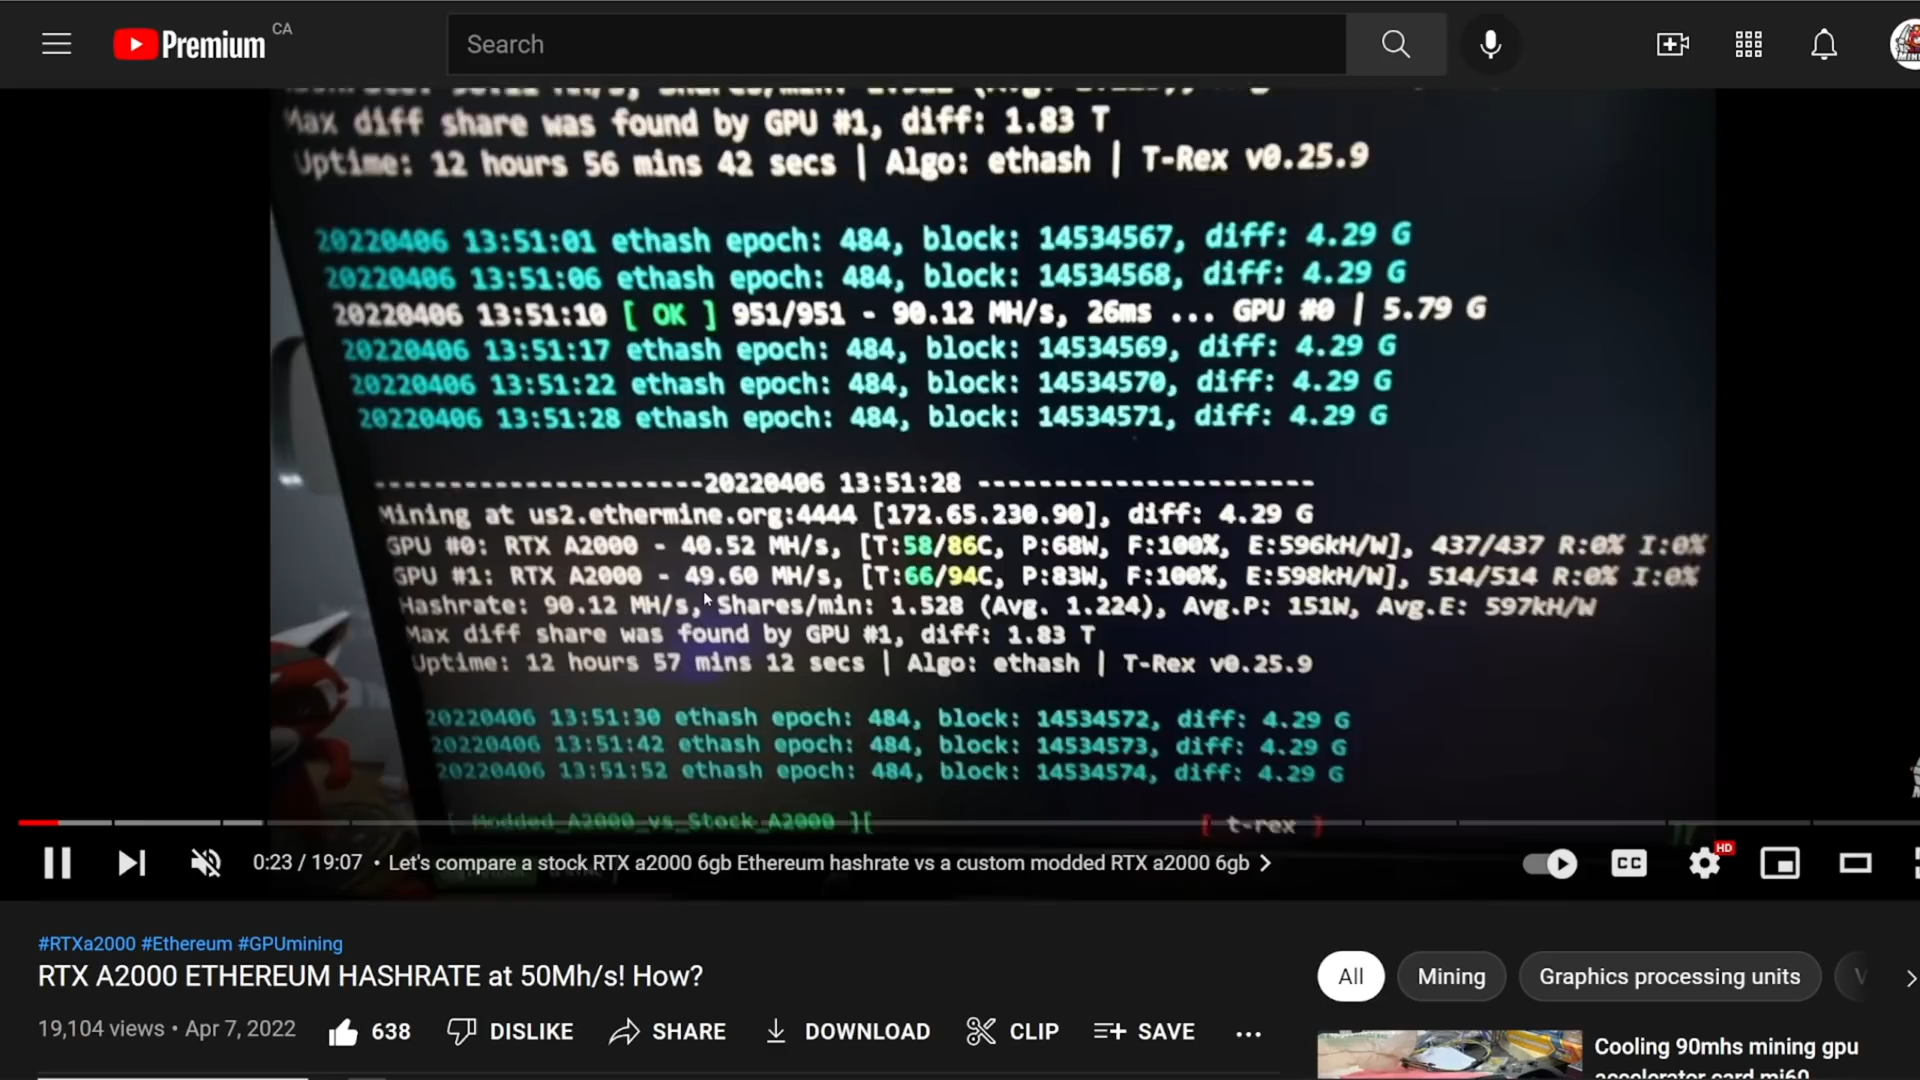 Premium CA
Search
Max diff share was found by GPU #1, diff: 1.83 T
Uptime: 12 hours 56 mins 42 secs | Algo: ethash | T-Rex v0.25.9
20220406 13:51:01 ethash epoch: 484, block: 14534567, diff: 4.29 G
20220406 13:51:06 ethash epoch: 484, block: 14534568, diff: 4.29 G
20220406 13:51:10 [ OK ] 951/951 - 90.12 MH/s, 26ms ... GPU #0 | 5.79 G
20220406 13:51:17 ethash epoch: 484, block: 14534569, diff: 4.29 G
20220406 13:51:22 ethash epoch: 484, block: 14534570, diff: 4.29 G
20220406 13:51:28 ethash epoch: 484, block: 14534571, diff: 4.29 G
----------------------20220406 13:51:28 ----------------------
Mining at us2.ethermine.org:4444 [172.65.230.90], diff: 4.29 G
GPU #0: RTX A2000 - 40.52 MH/s, [T:58/86C, P:68W, F:100%, E:596kH/W], 437/437 R:0% I:0%
GPU #1: RTX A2000 - 49.60 MH/s, [T:66/94C, P:83W, F:100%, E:598kH/W], 514/514 R:0% I:0%
Hashrate: 90.12 MH/s, Shares/min: 1.528 (Avg. 1.224), Avg.P: 151W, Avg.E: 597kH/W
Max diff share was found by GPU #1, diff: 1.83 T
Uptime: 12 hours 57 mins 12 secs | Algo: ethash | T-Rex v0.25.9
20220406 13:51:30 ethash epoch: 484, block: 14534572, diff: 4.29 G
20220406 13:51:42 ethash epoch: 484, block: 14534573, diff: 4.29 G
20220406 13:51:52 ethash epoch: 484, block: 14534574, diff: 4.29 G
[ Modded_A2000_vs_Stock_A2000 ][ [ t-rex ]
0:23 / 19:07 • Let's compare a stock RTX a2000 6gb Ethereum hashrate vs a custom modded RTX a2000 6gb
CC HD
#RTXa2000 #Ethereum #GPUmining
RTX A2000 ETHEREUM HASHRATE at 50Mh/s! How?
19,104 views • Apr 7, 2022 638 DISLIKE SHARE DOWNLOAD CLIP SAVE ...
All Mining Graphics processing units
Cooling 90mhs mining gpu
accelerator card mi60